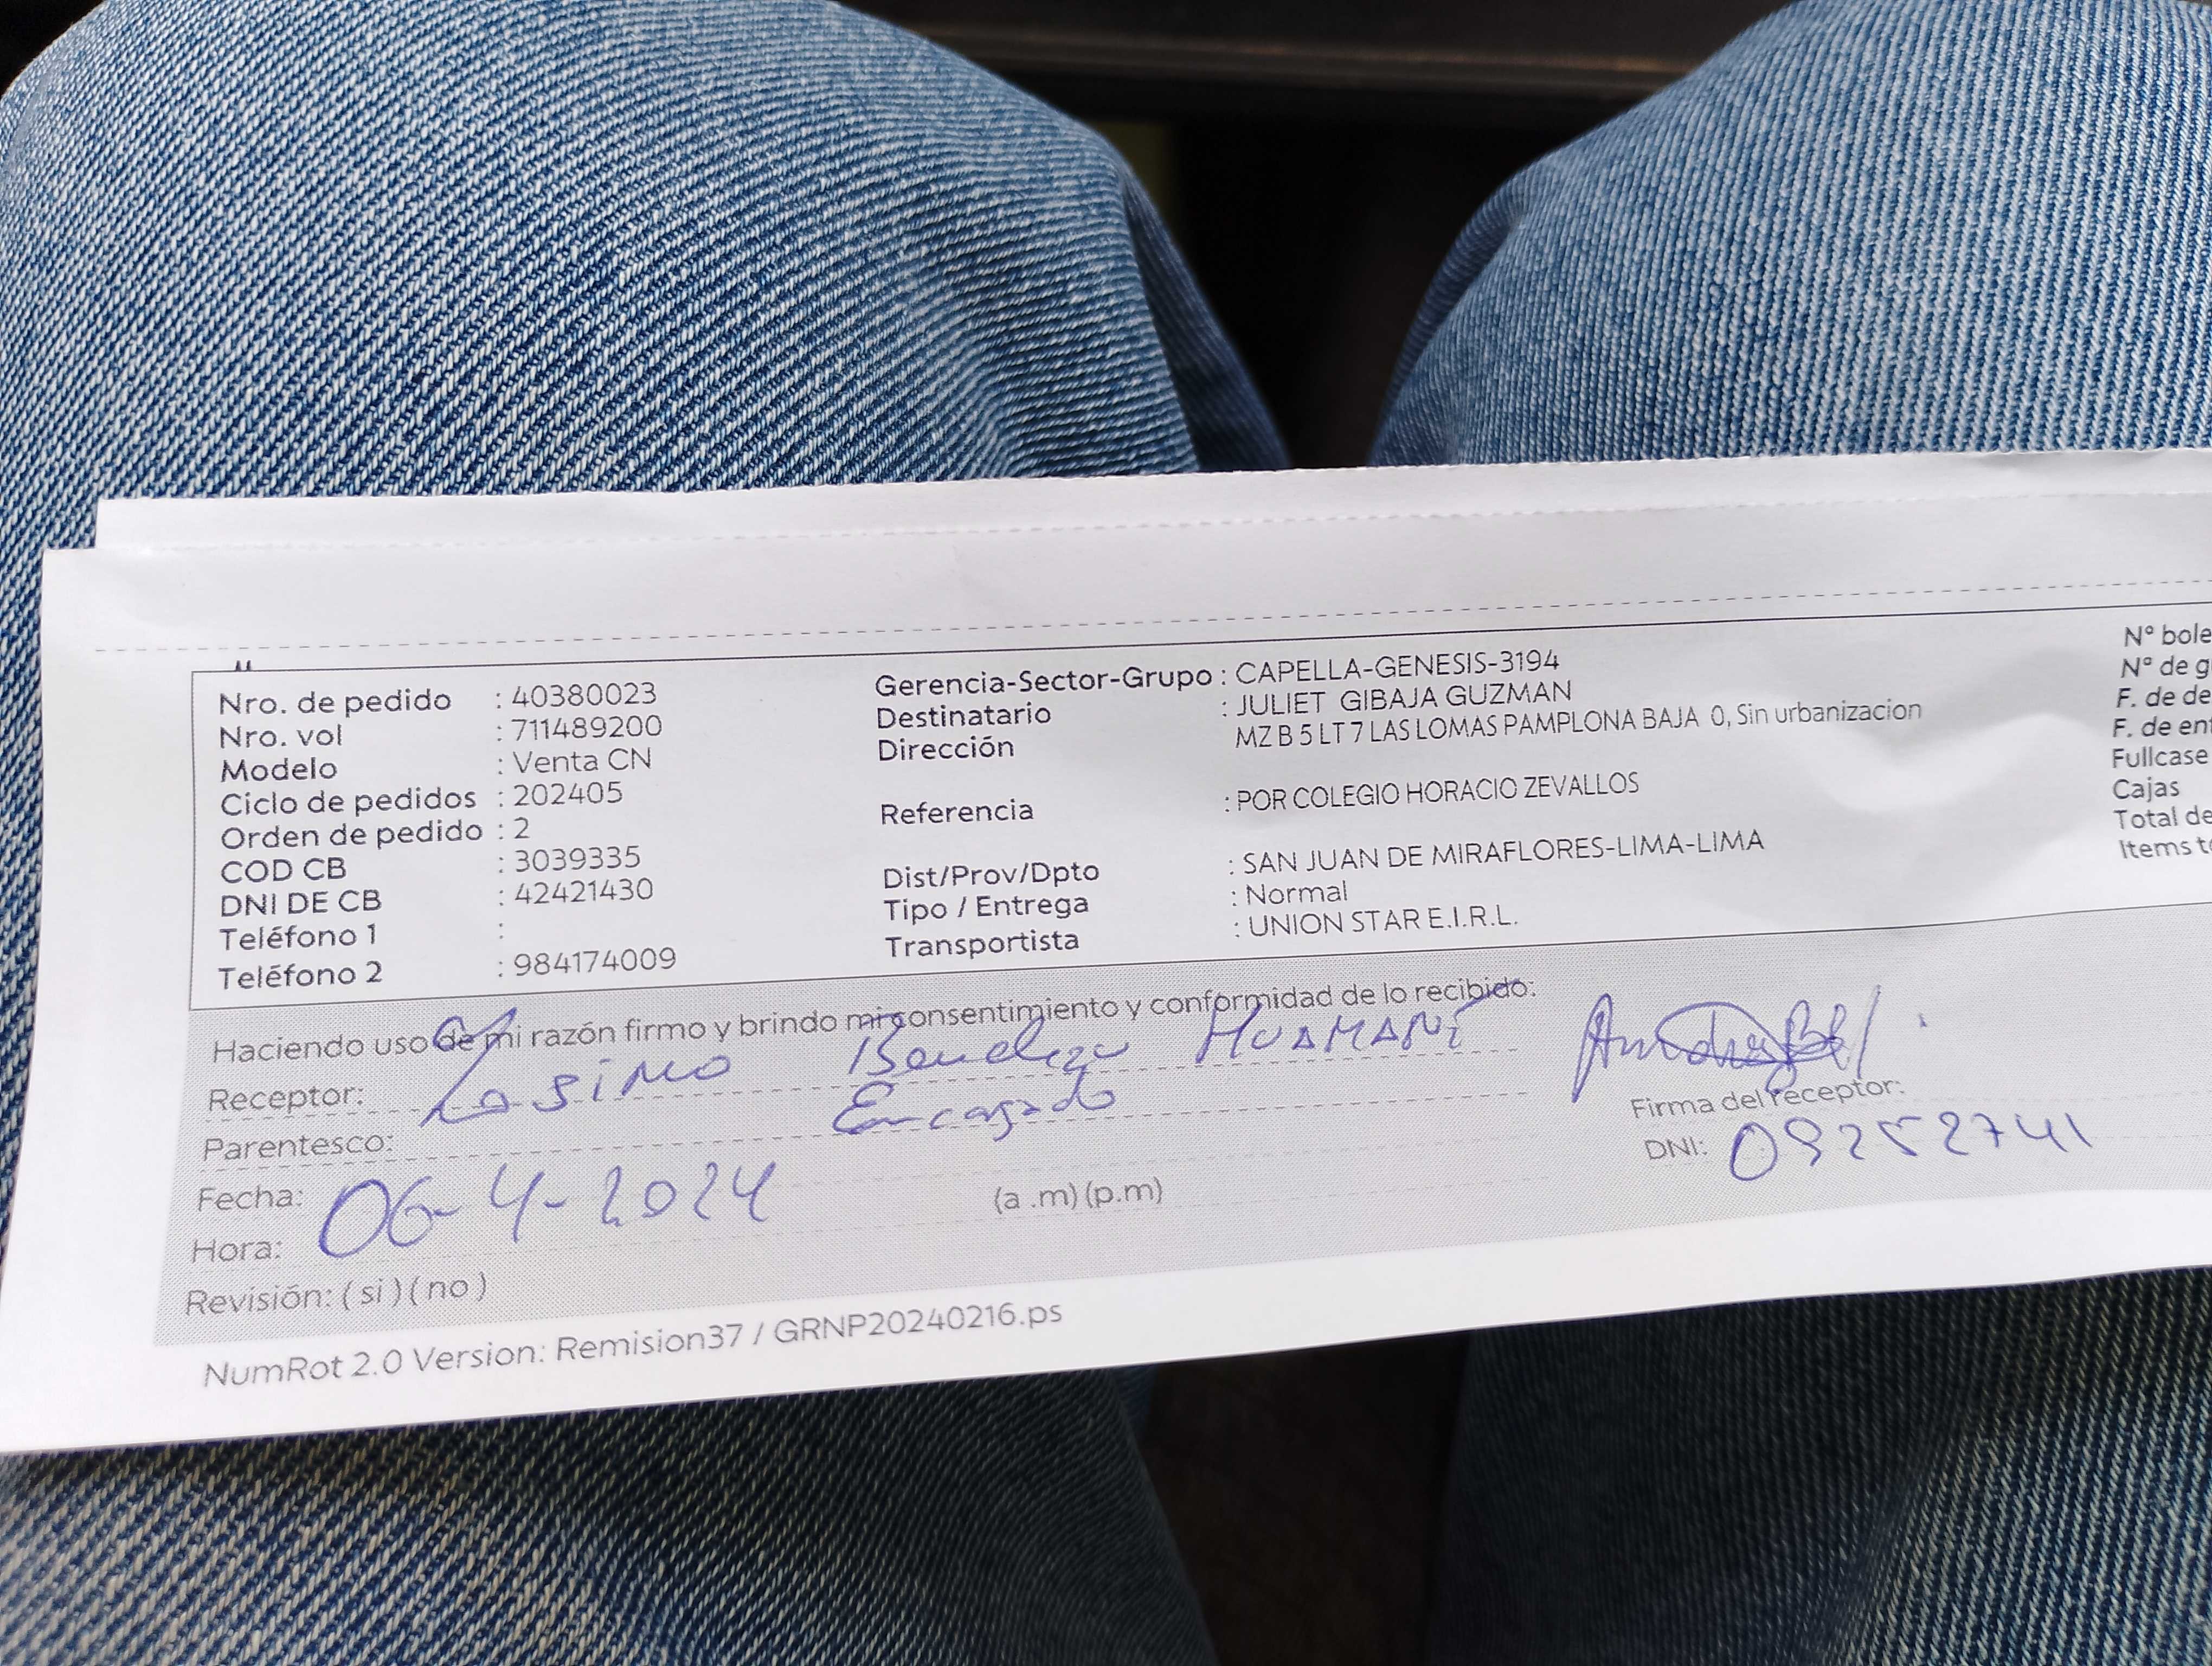 Nro. de pedido : 40380023
Nro. vol : 711489200
Modelo : Venta CN
Ciclo de pedidos : 202405
Orden de pedido : 2
COD CB : 3039335
DNI DE CB : 42421430
Teléfono 1 :
Teléfono 2 : 984174009
Gerencia-Sector-Grupo : CAPELLA-GENESIS-3194
Destinatario : JULIET GIBAJA GUZMAN
Dirección MZ B 5 LT 7 LAS LOMAS PAMPLONA BAJA 0, Sin urbanizacion
Referencia : POR COLEGIO HORACIO ZEVALLOS
Dist/Prov/Dpto : SAN JUAN DE MIRAFLORES-LIMA-LIMA
Tipo / Entrega : Normal
Transportista : UNION STAR E.I.R.L.
N° bole
N° de g
F. de de
F. de en
Fullcase
Cajas
Total de
Items t
Haciendo uso de mi razón firmo y brindo mi consentimiento y conformidad de lo recibido:
Receptor: HUAMANÍ
Parentesco: Encagado
Fecha: 06-4-2024
Hora: (a .m) (p.m)
Revisión: ( si ) ( no )
Firma del receptor:
DNI: 09252741
NumRot 2.0 Version: Remision37 / GRNP20240216.ps